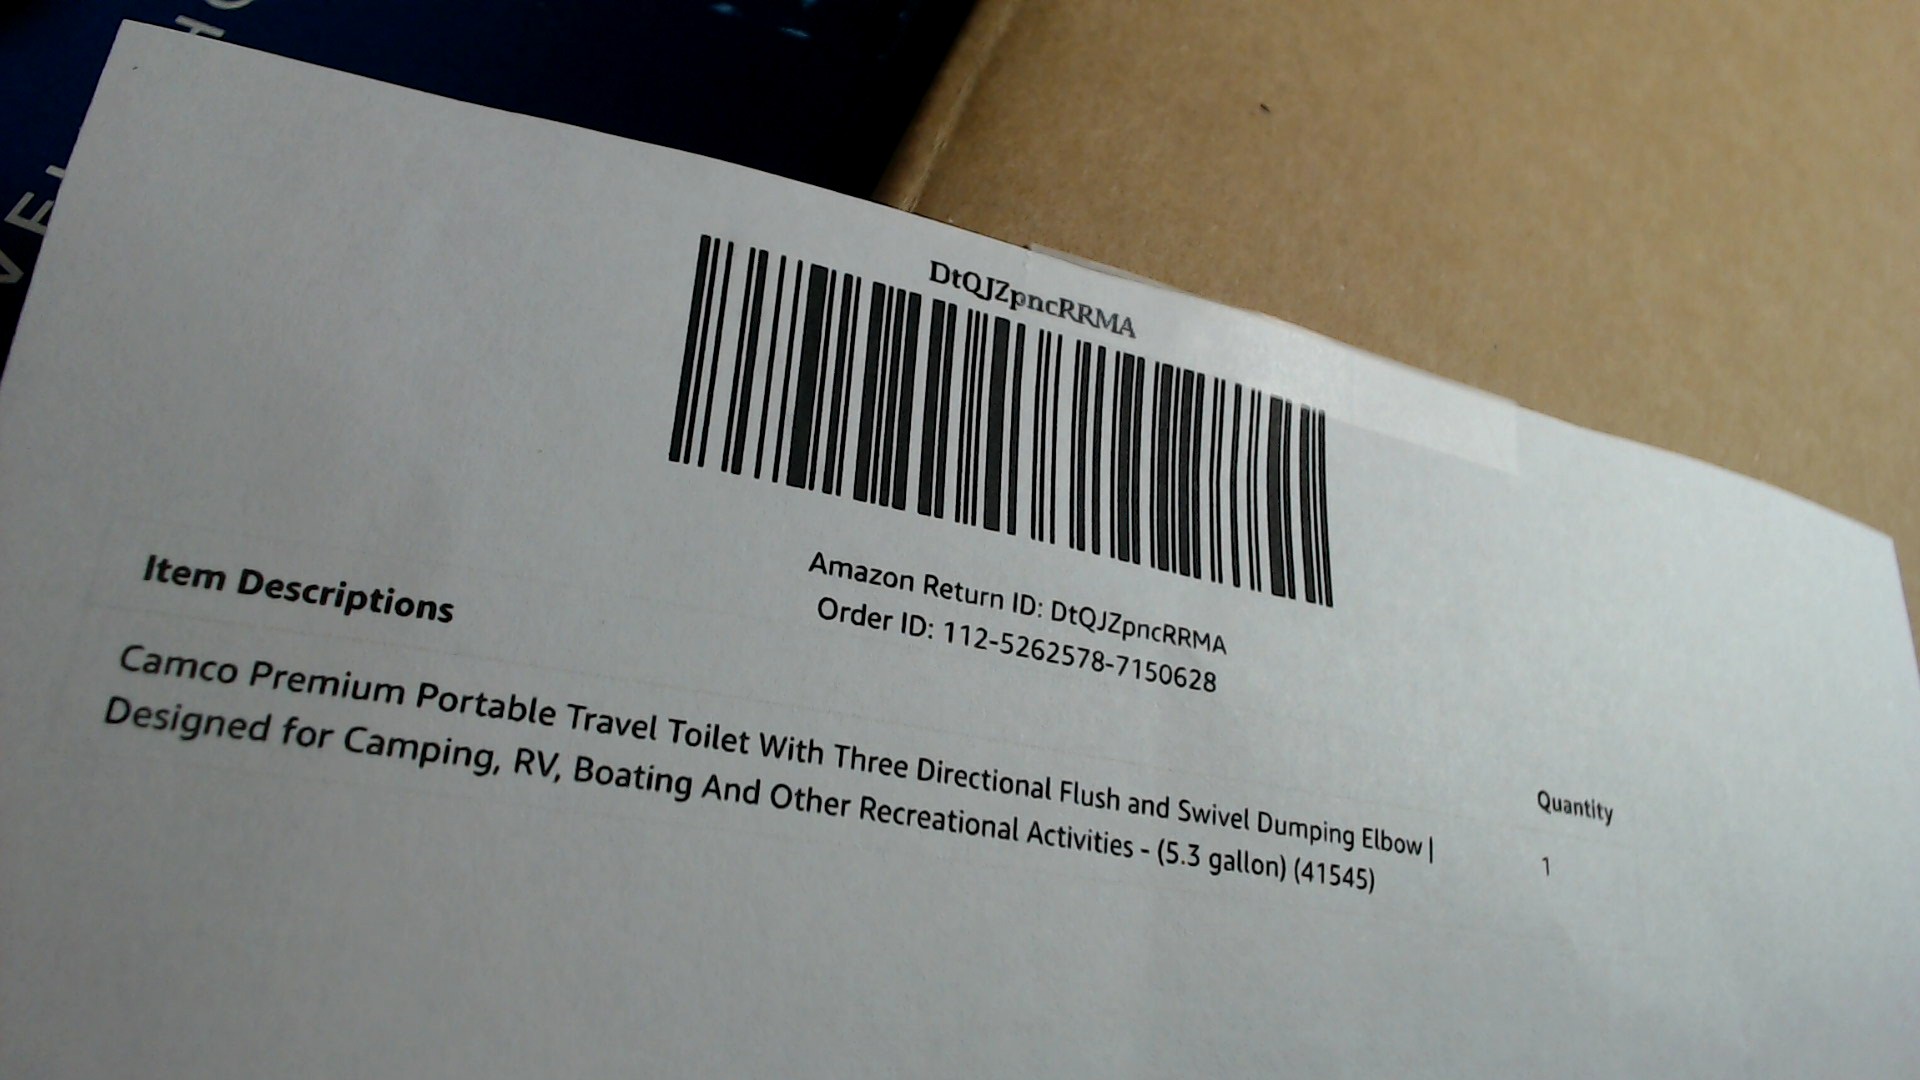 DtQJZpncRRMA
Amazon Return ID: DtQJZpncRRMA
Order ID: 112-5262578-7150628
Item Descriptions
Quantity
Camco Premium Portable Travel Toilet With Three Directional Flush and Swivel Dumping Elbow |
Designed for Camping, RV, Boating And Other Recreational Activities - (5.3 gallon) (41545)
1